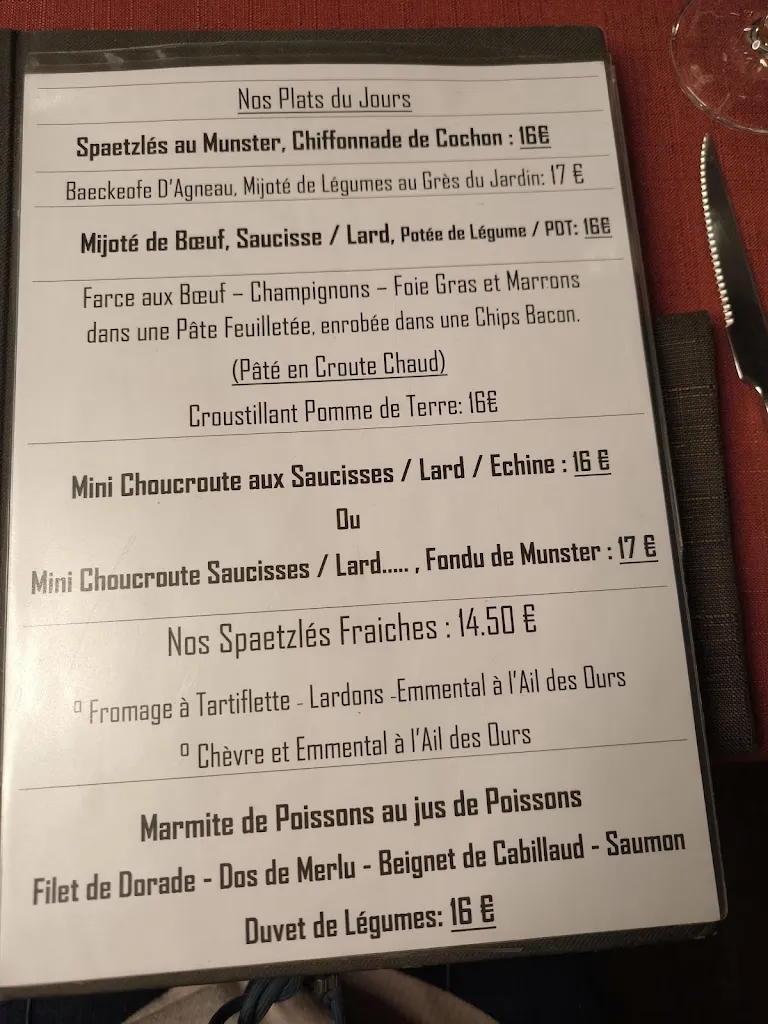 Nos Plats du Jours
Spaetzlés au Munster, Chiffonnade de Cochon : 16€
Baeckeofe D'Agneau, Mijoté de Légumes au Grès du Jardin: 17 €
Mijoté de Bœuf, Saucisse / Lard, Potée de Légume / PDT: 16€
Farce aux Bœuf – Champignons – Foie Gras et Marrons
dans une Pâte Feuilletée, enrobée dans une Chips Bacon.
(Pâté en Croute Chaud)
Croustillant Pomme de Terre: 16€
Mini Choucroute aux Saucisses / Lard / Echine : 16 €
Ou
Mini Choucroute Saucisses / Lard..... , Fondu de Munster : 17 €
Nos Spaetzlés Fraiches : 14.50 €
º Fromage à Tartiflette - Lardons -Emmental à l'Ail des Ours
º Chèvre et Emmental à l'Ail des Ours
Marmite de Poissons au jus de Poissons
Filet de Dorade - Dos de Merlu - Beignet de Cabillaud - Saumon
Duvet de Légumes: 16 €